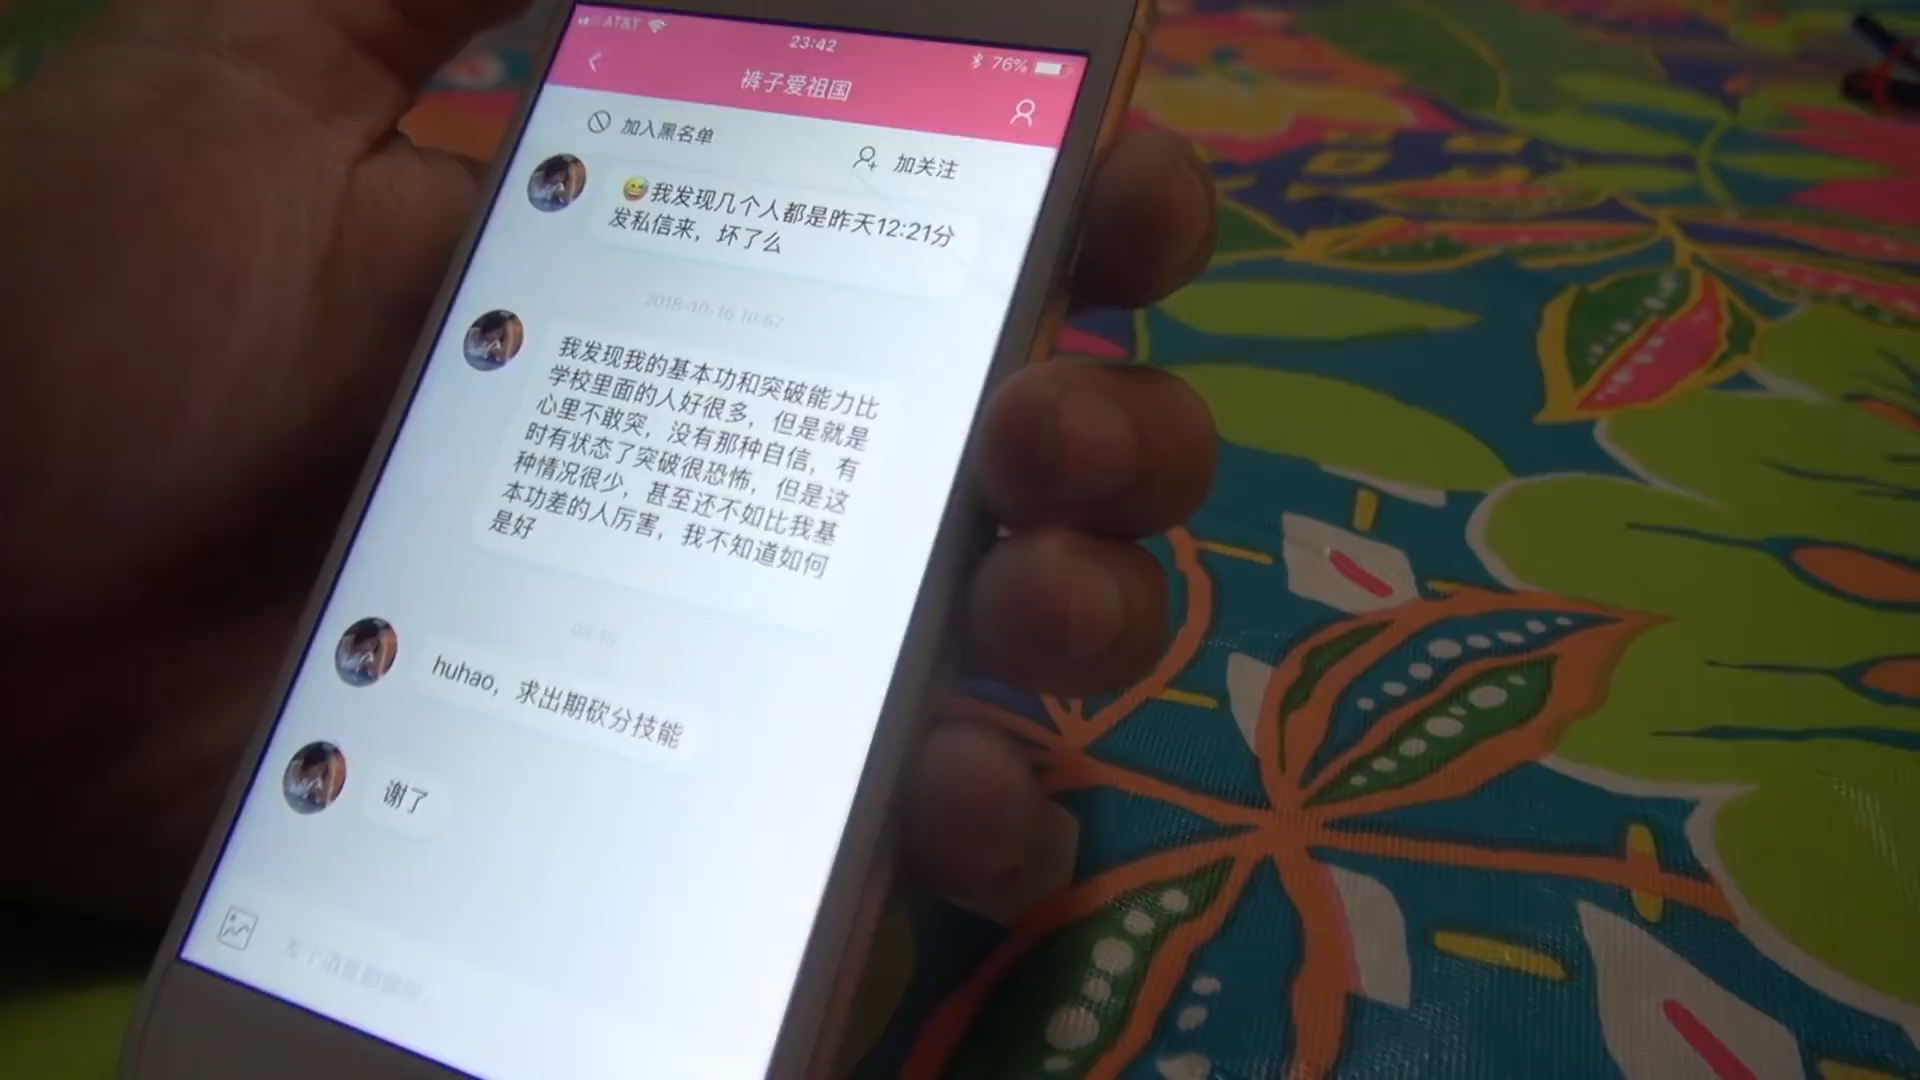 AT&T
23:42
76%
裤子爱祖国
加入黑名单
加关注
😅我发现几个人都是昨天12:21分
发私信来，坏了么
我发现我的基本功和突破能力比
学校里面的人好很多，但是就是
心里不敢突，没有那种自信，有
时有状态了突破很恐怖，但是这
种情况很少，甚至还不如比我基
本功差的人厉害，我不知道如何
是好
huhao，求出期砍分技能
谢了